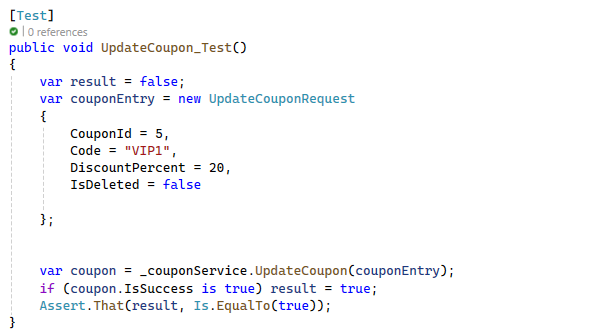 [Test]
0 references
public void UpdateCoupon_Test()
{
    var result = false;
    var couponEntry = new UpdateCouponRequest
    {
        CouponId = 5,
        Code = "VIP1",
        DiscountPercent = 20,
        IsDeleted = false
    };
    var coupon = _couponService.UpdateCoupon(couponEntry);
    if (coupon.IsSuccess is true) result = true;
    Assert.That(result, Is.EqualTo(true));
}